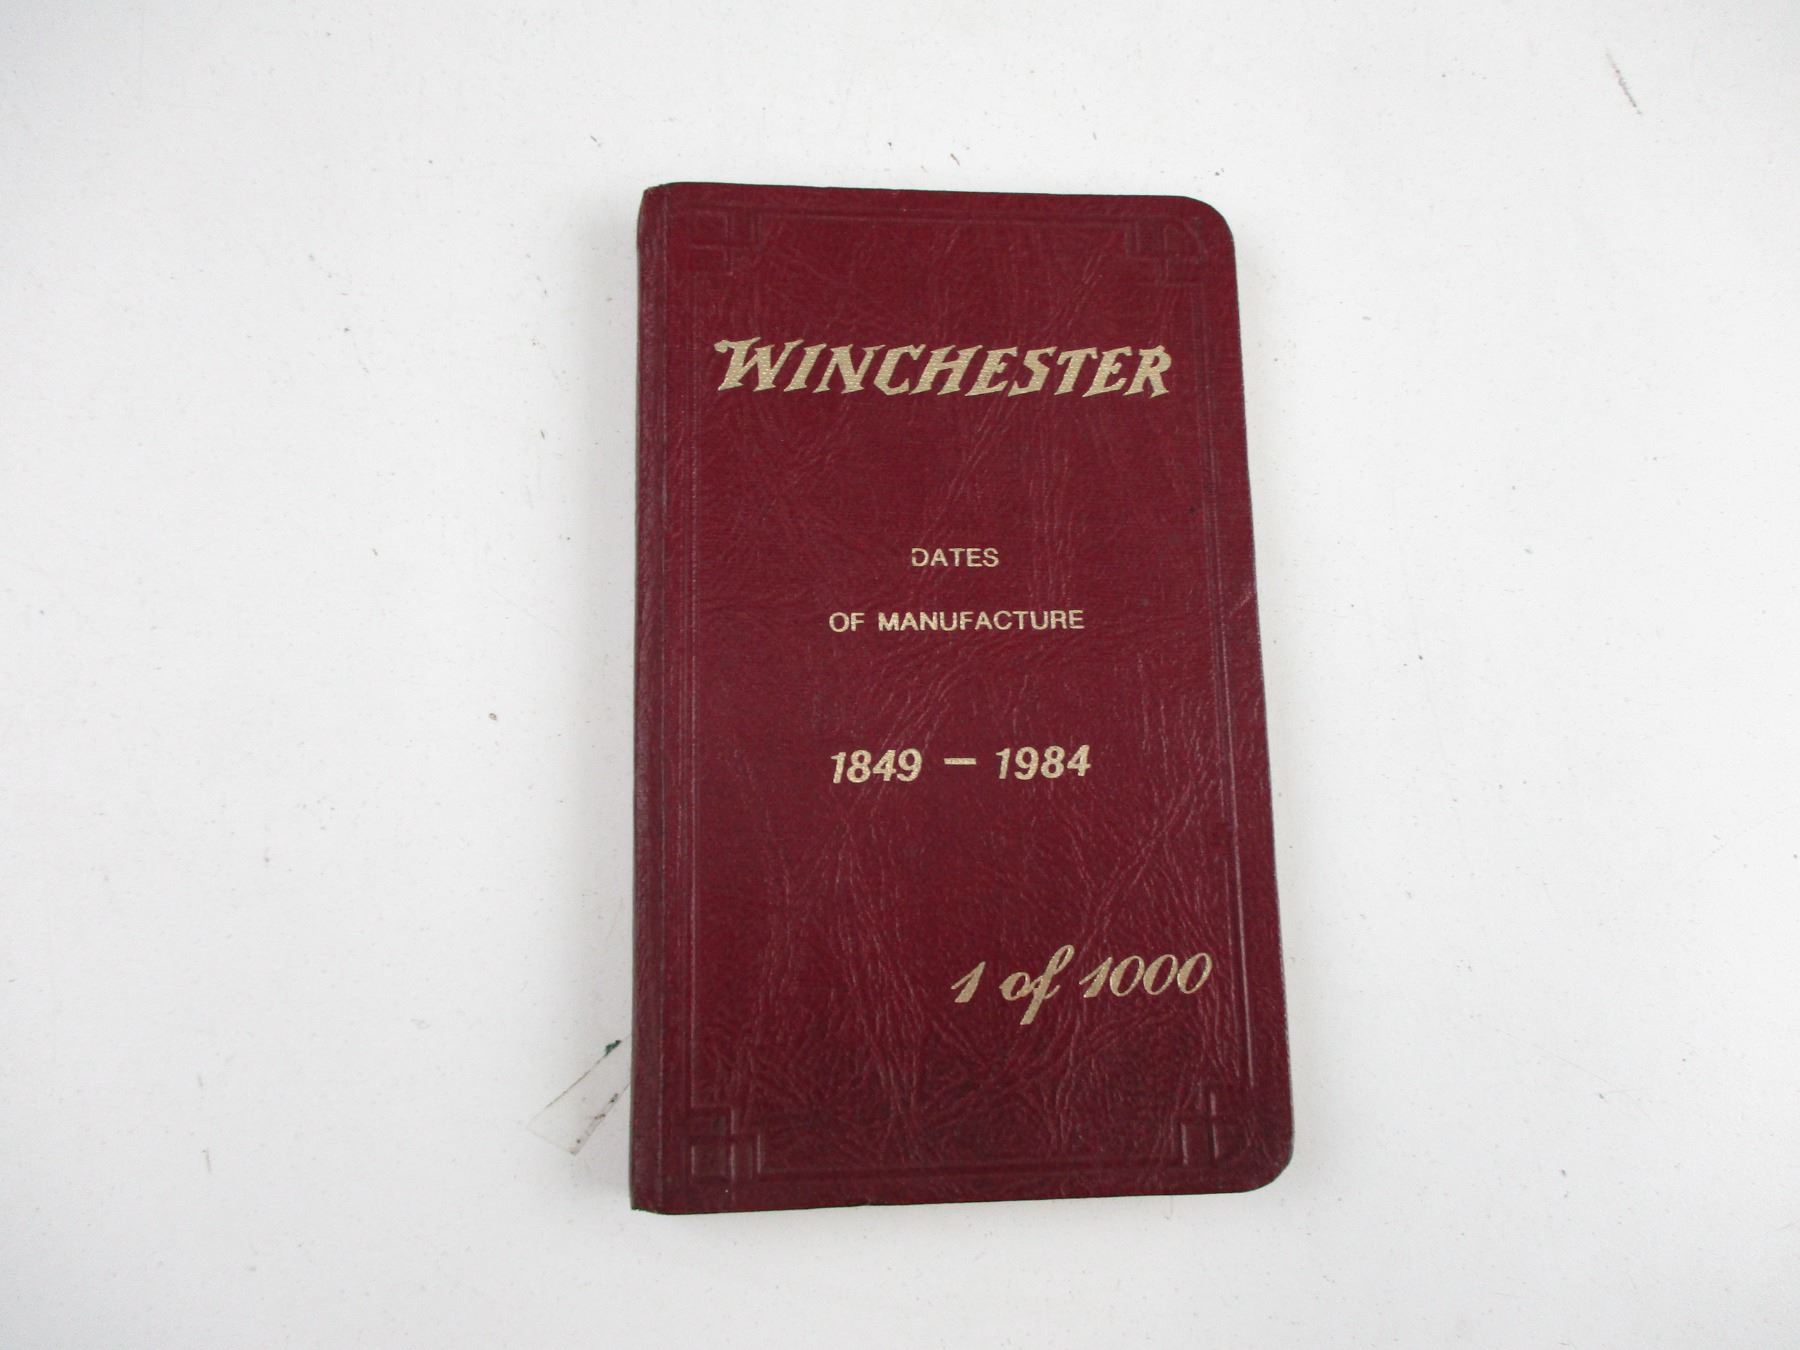 WINCHESTER
DATES
OF MANUFACTURE
1849 — 1984
1 of 1000